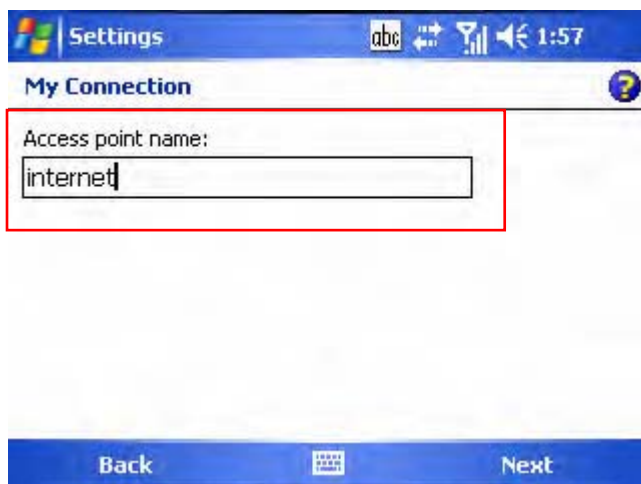 Settings abc 1:57
My Connection ?
Access point name:
internet
Back Next